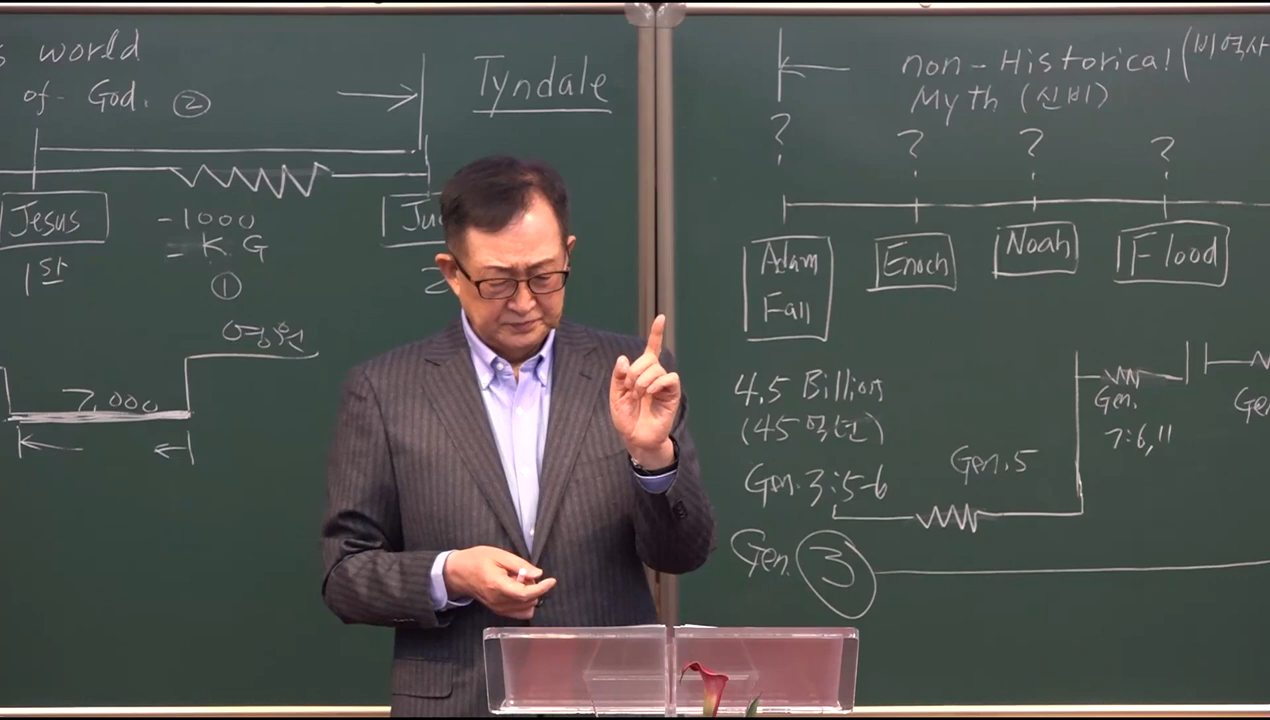 world
of God. ②
Jesus
1st
-1000
- K G
①
영원
7,000
Tyndale
non-Historical (비역사
Myth (신비)
? ? ? ?
Adam
Fall
Enoch
Noah
Flood
4.5 Billion
(45억년)
Gen. 3:5-6
Gen. 5
Gen.
7:6,11
Gen. ③